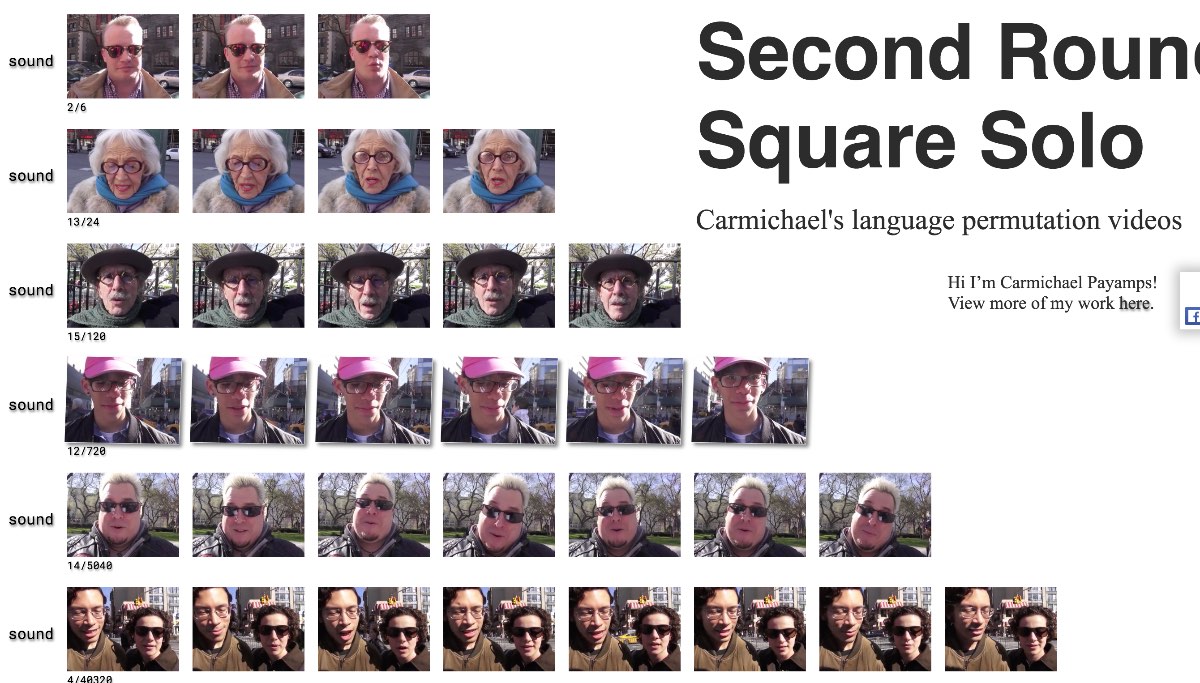 Second Roun
Square Solo
Carmichael's language permutation videos
Hi I'm Carmichael Payamps!
View more of my work here.
sound
2/6
sound
13/24
sound
15/120
sound
12/720
sound
14/5040
sound
4/40320